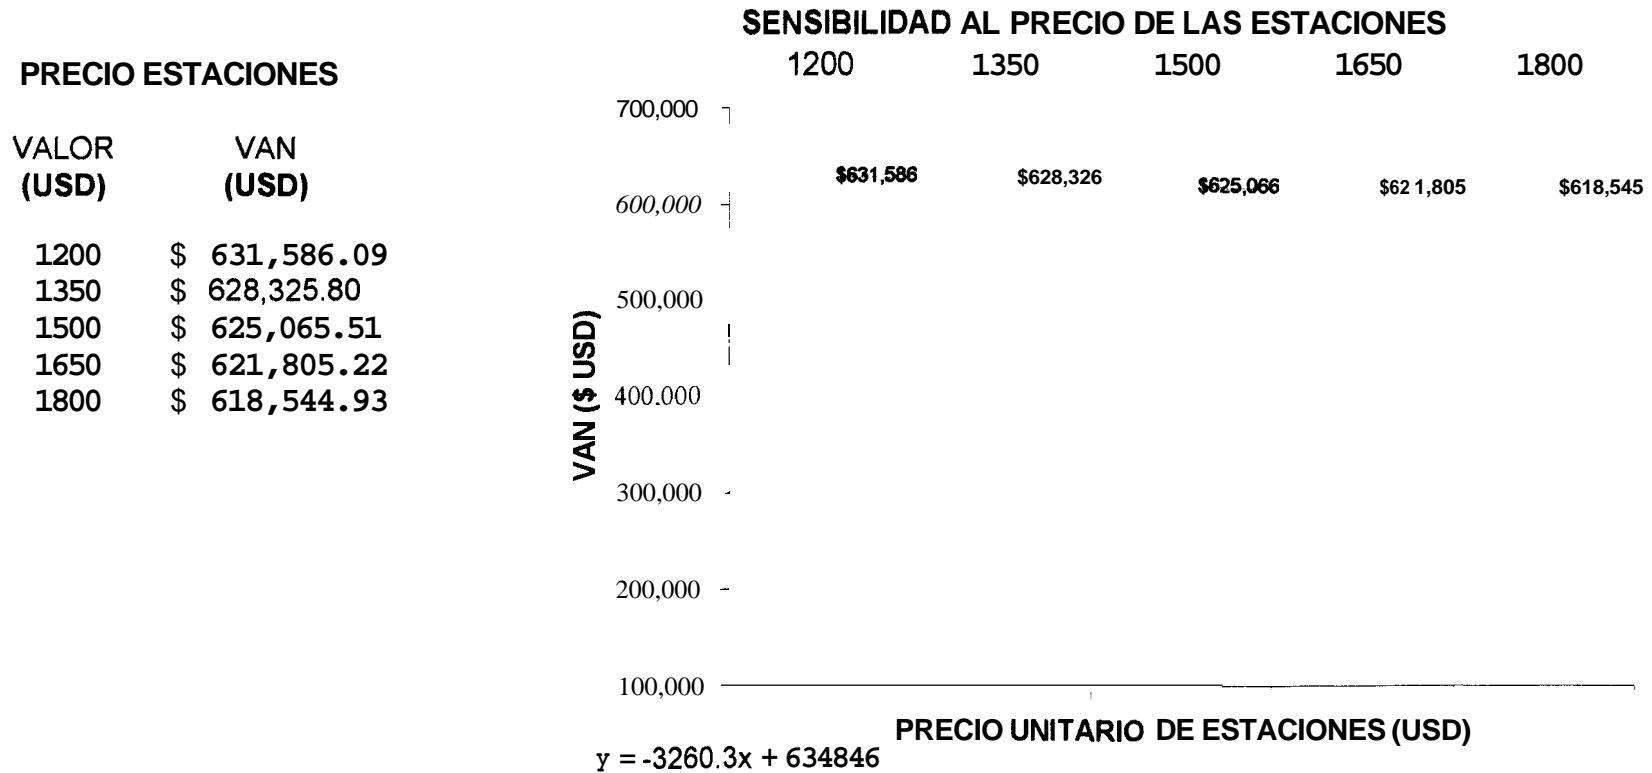 PRECIO ESTACIONES
VALOR VAN
(USD) (USD)
1200 $ 631,586.09
1350 $ 628,325.80
1500 $ 625,065.51
1650 $ 621,805.22
1800 $ 618,544.93
SENSIBILIDAD AL PRECIO DE LAS ESTACIONES
1200 1350 1500 1650 1800
700,000
$631,586 $628,326 $625,066 $62 1,805 $618,545
600,000
500,000
400.000
300,000
200,000
100,000
VAN ($ USD)
PRECIO UNITARIO DE ESTACIONES (USD)
y = -3260.3x + 634846